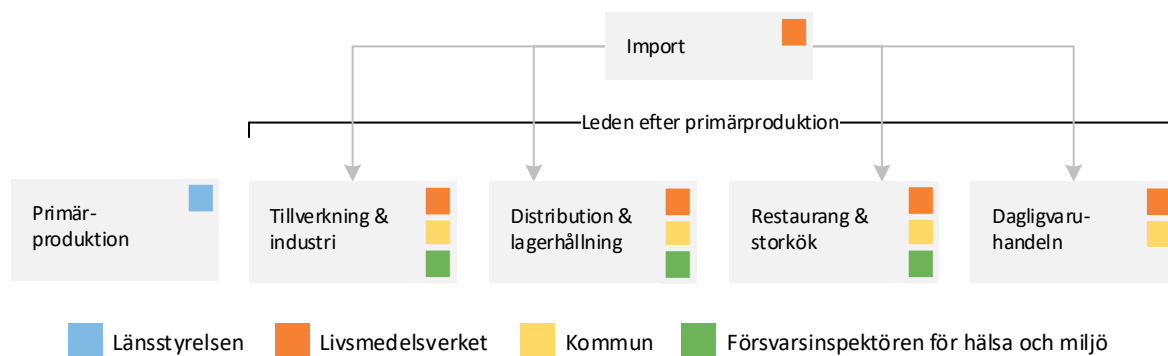 Import
Leden efter primärproduktion
Primär-
produktion
Tillverkning &
industri
Distribution &
lagerhållning
Restaurang &
storkök
Dagligvaru-
handeln
Länsstyrelsen
Livsmedelsverket
Kommun
Försvarsinspektören för hälsa och miljö